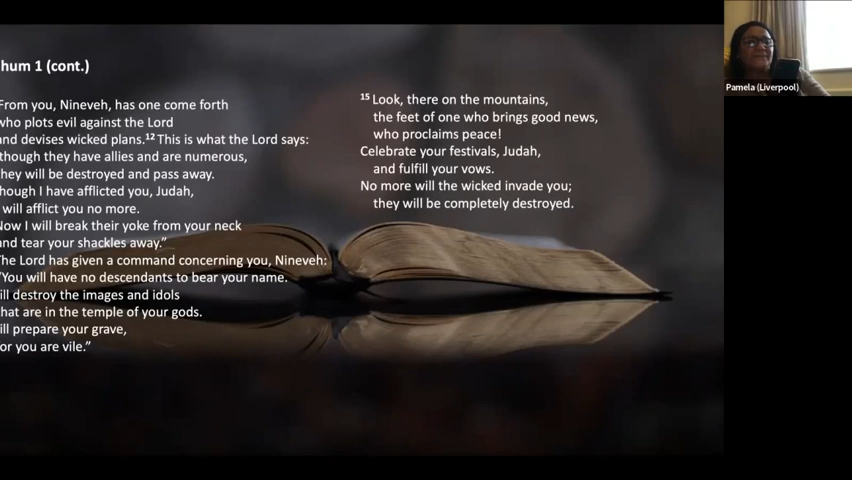 hum 1 (cont.)
From you, Nineveh, has one come forth
who plots evil against the Lord
and devises wicked plans.¹² This is what the Lord says:
though they have allies and are numerous,
they will be destroyed and pass away.
hough I have afflicted you, Judah,
will afflict you no more.
Now I will break their yoke from your neck
and tear your shackles away.”
The Lord has given a command concerning you, Nineveh:
“You will have no descendants to bear your name.
ill destroy the images and idols
hat are in the temple of your gods.
ill prepare your grave,
or you are vile.”
¹⁵ Look, there on the mountains,
the feet of one who brings good news,
who proclaims peace!
Celebrate your festivals, Judah,
and fulfill your vows.
No more will the wicked invade you;
they will be completely destroyed.
Pamela (Liverpool)